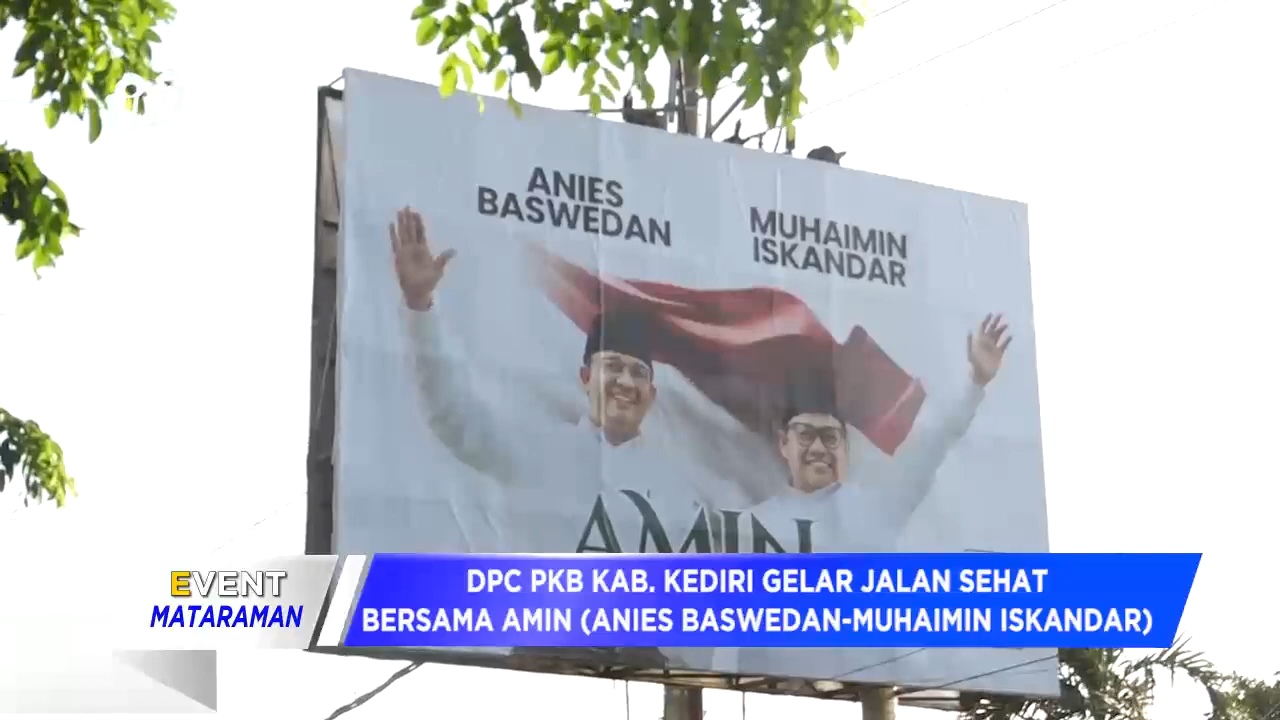 ANIES
BASWEDAN
MUHAIMIN
ISKANDAR
AMIN
EVENT
MATARAMAN
DPC PKB KAB. KEDIRI GELAR JALAN SEHAT
BERSAMA AMIN (ANIES BASWEDAN-MUHAIMIN ISKANDAR)